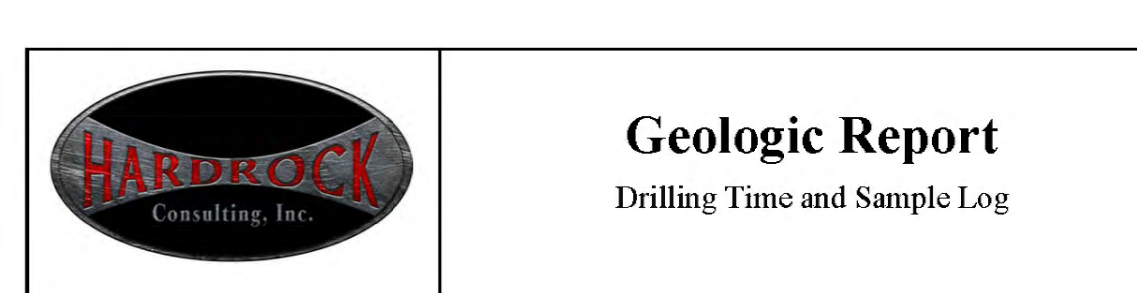 HARDROCK
Consulting, Inc.
Geologic Report
Drilling Time and Sample Log